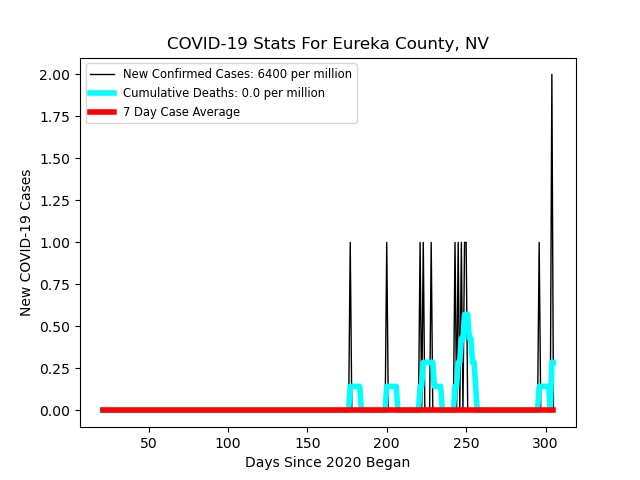 COVID-19 Stats For Eureka County, NV
New Confirmed Cases: 6400 per million
Cumulative Deaths: 0.0 per million
7 Day Case Average
New COVID-19 Cases
2.00
1.75
1.50
1.25
1.00
0.75
0.50
0.25
0.00
50 100 150 200 250 300
Days Since 2020 Began